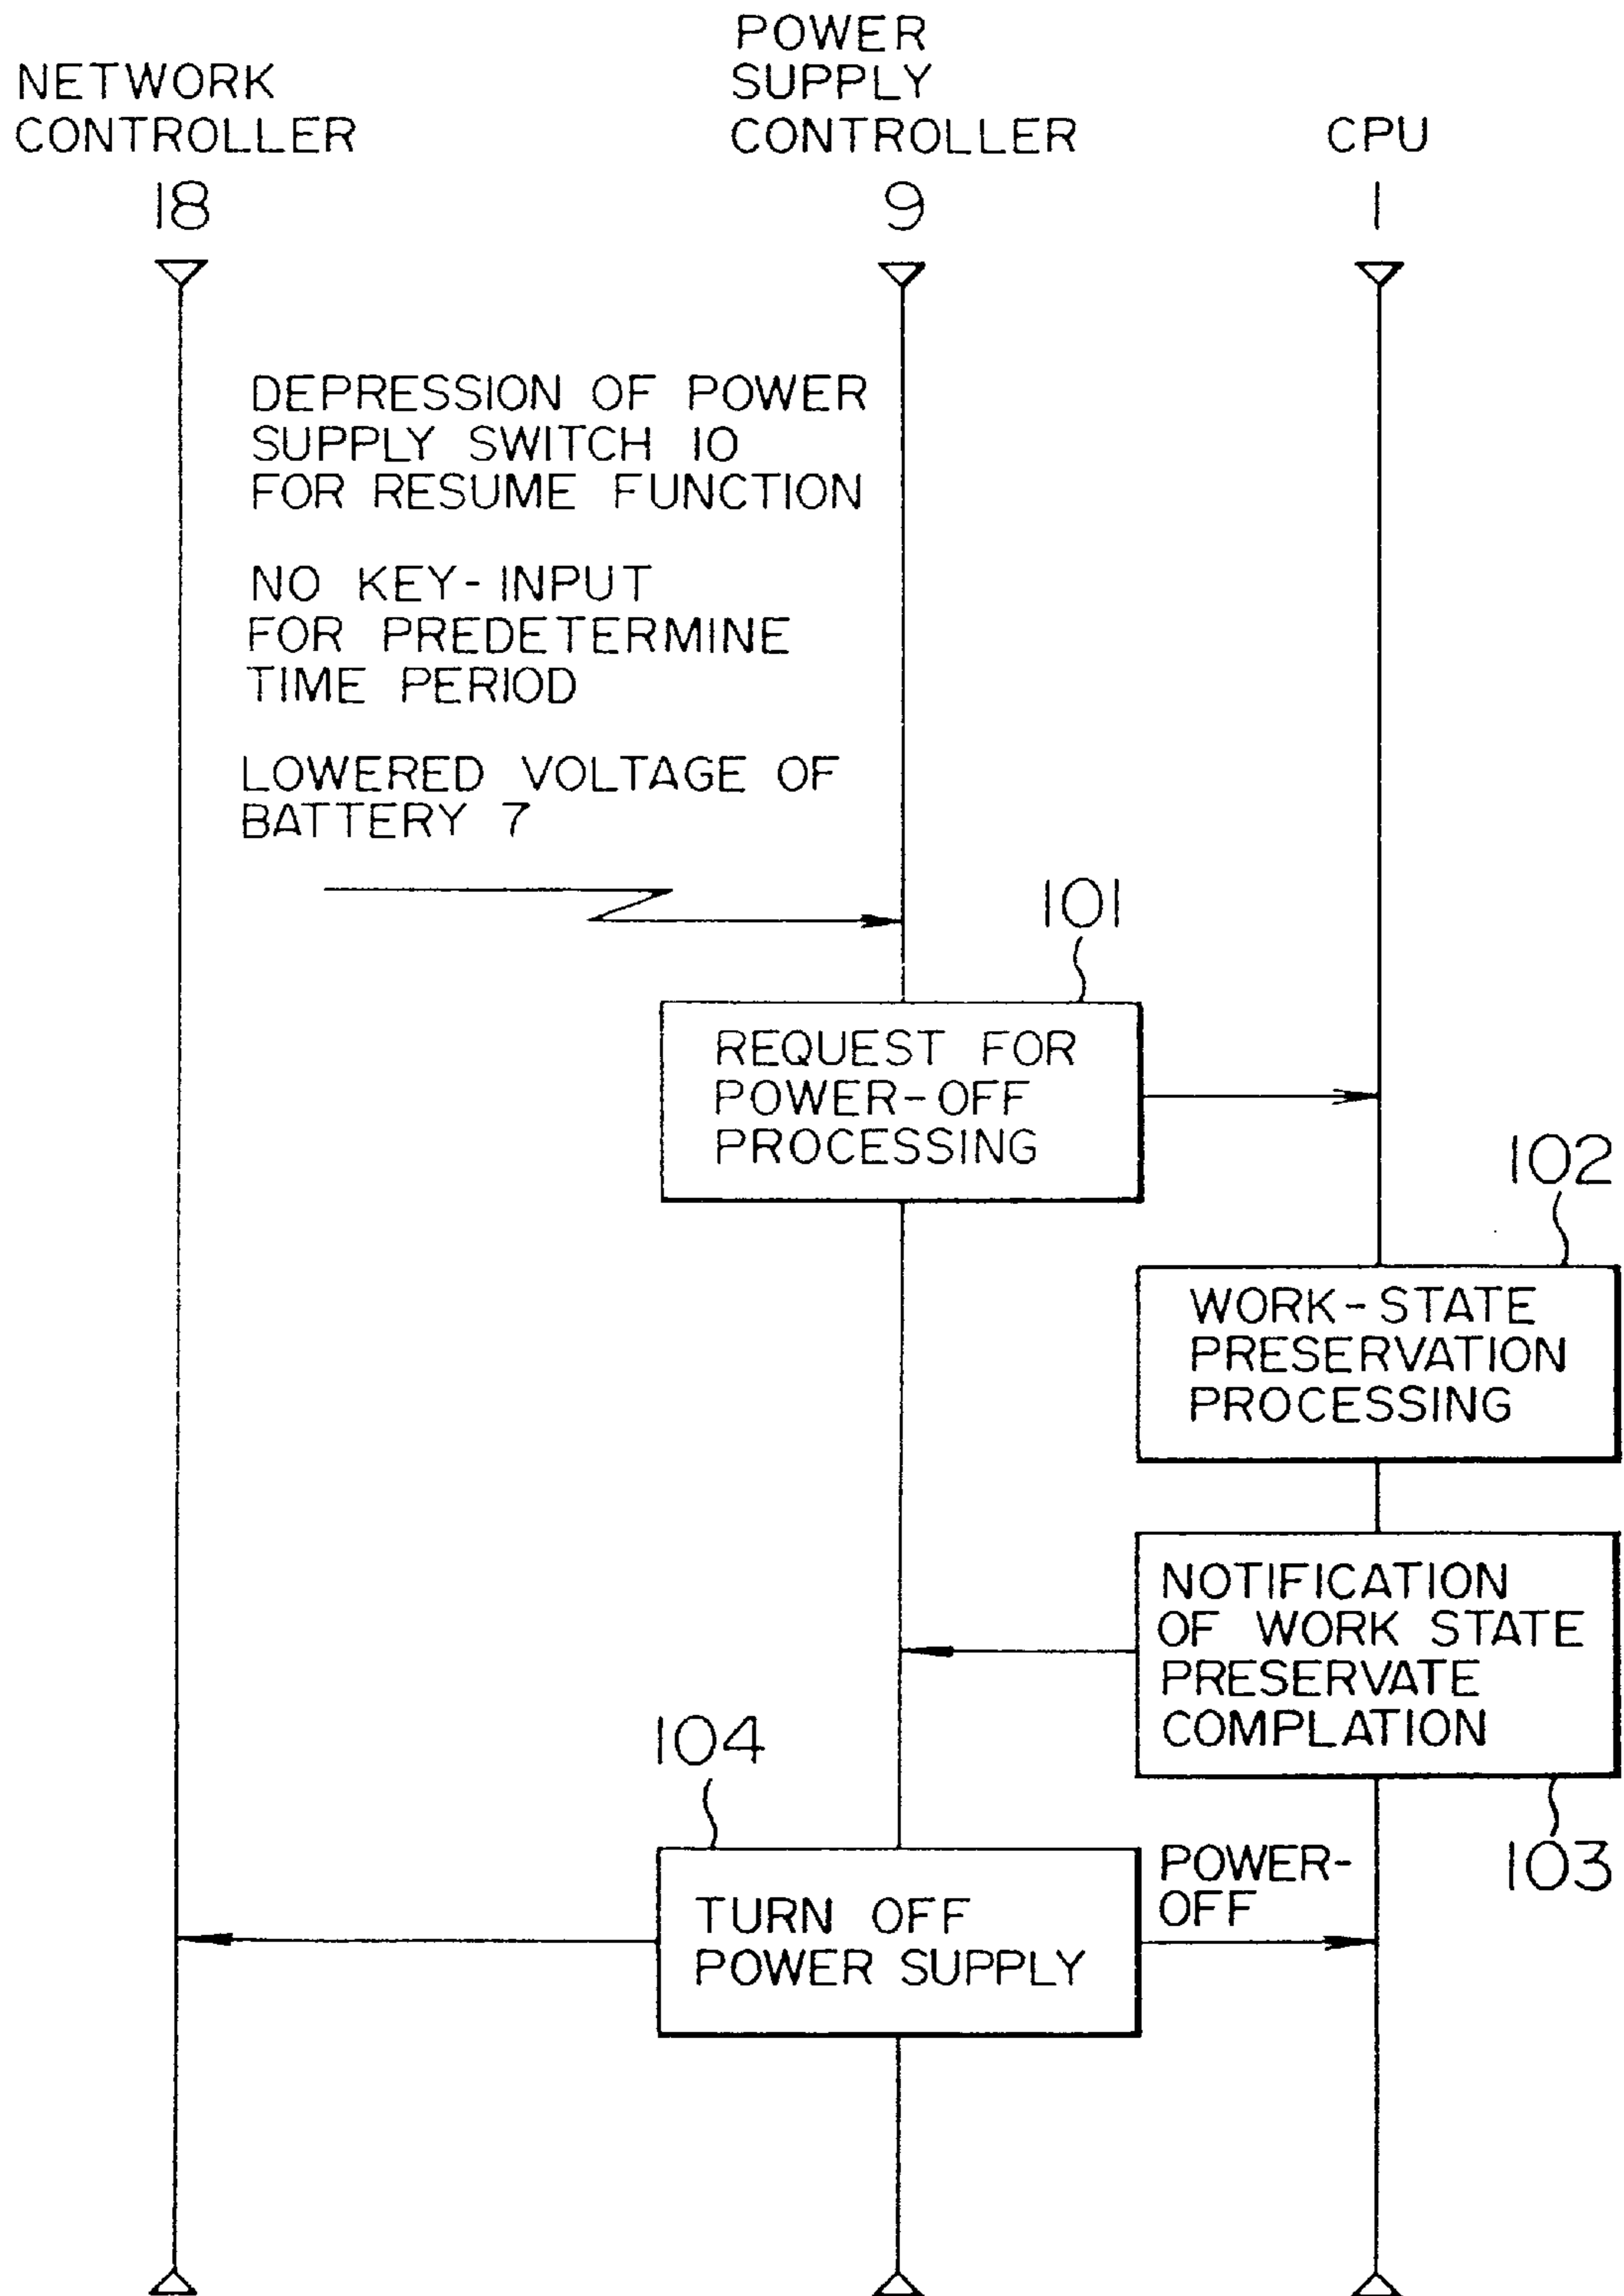 NETWORK
CONTROLLER
18
POWER
SUPPLY
CONTROLLER
9
CPU
1
DEPRESSION OF POWER
SUPPLY SWITCH 10
FOR RESUME FUNCTION
NO KEY-INPUT
FOR PREDETERMINE
TIME PERIOD
LOWERED VOLTAGE OF
BATTERY 7
101
REQUEST FOR
POWER-OFF
PROCESSING
102
WORK-STATE
PRESERVATION
PROCESSING
NOTIFICATION
OF WORK STATE
PRESERVATE
COMPLATION
103
104
TURN OFF
POWER SUPPLY
POWER-
OFF